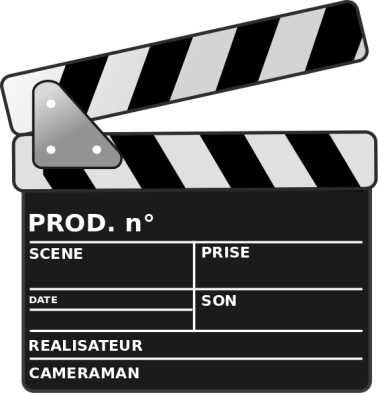 PROD. n°
SCENE
PRISE
DATE
SON
REALISATEUR
CAMERAMAN